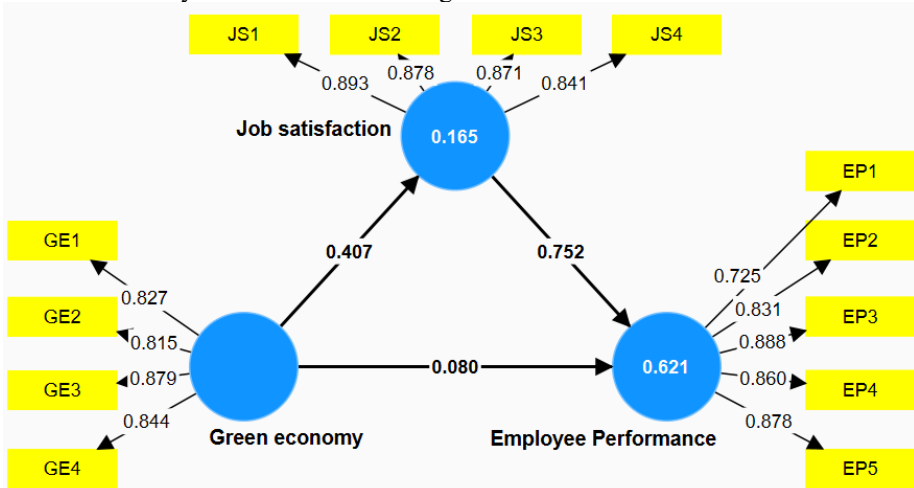 JS1
JS2
JS3
JS4
0.893
0.878
0.871
0.841
Job satisfaction
0.165
EP1
GE1
0.407
0.752
EP2
0.725
0.827
0.831
GE2
0.815
0.888
EP3
0.080
0.621
GE3
0.879
0.860
EP4
0.844
0.878
Green economy
Employee Performance
GE4
EP5